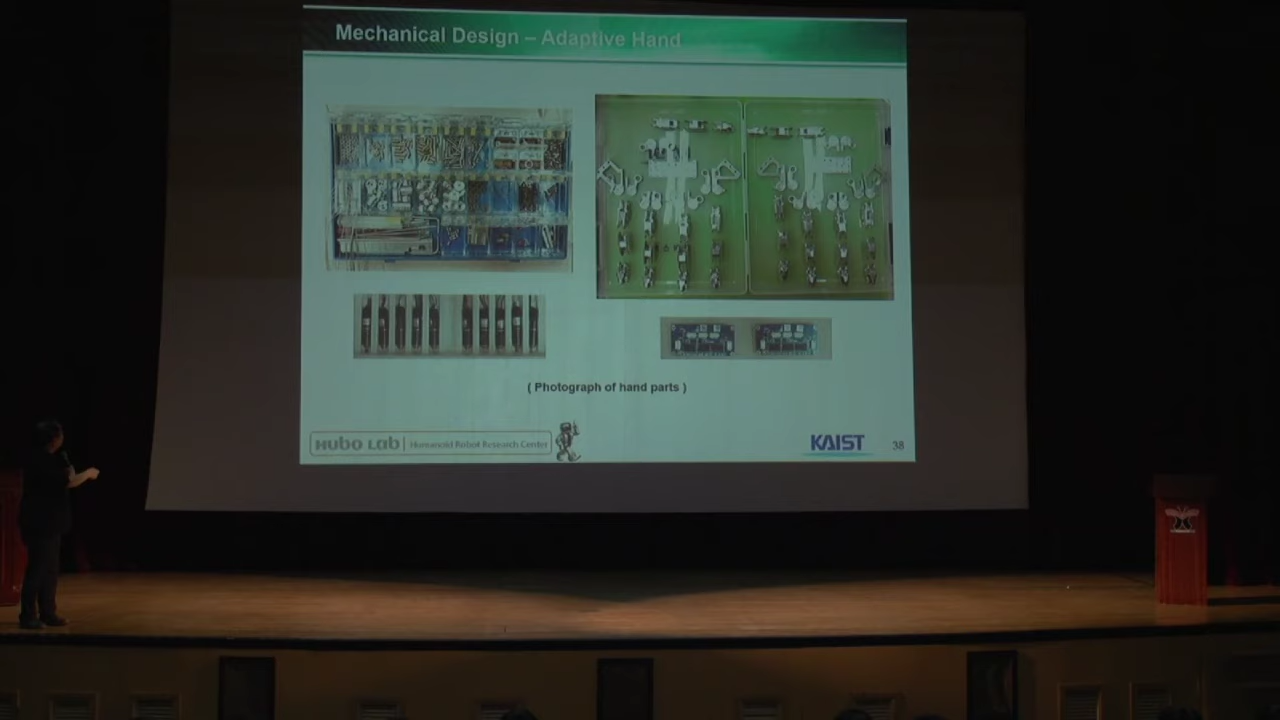 Mechanical Design – Adaptive Hand
( Photograph of hand parts )
HUBO LAB Humanoid Robot Research Center
KAIST
38